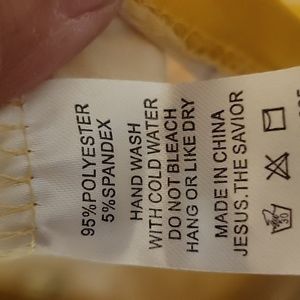 95%POLYESTER
5%SPANDEX
HAND WASH
WITH COLD WATER
DO NOT BLEACH
HANG OR LIKE DRY
MADE IN CHINA
JESUS.THE SAVIOR
30